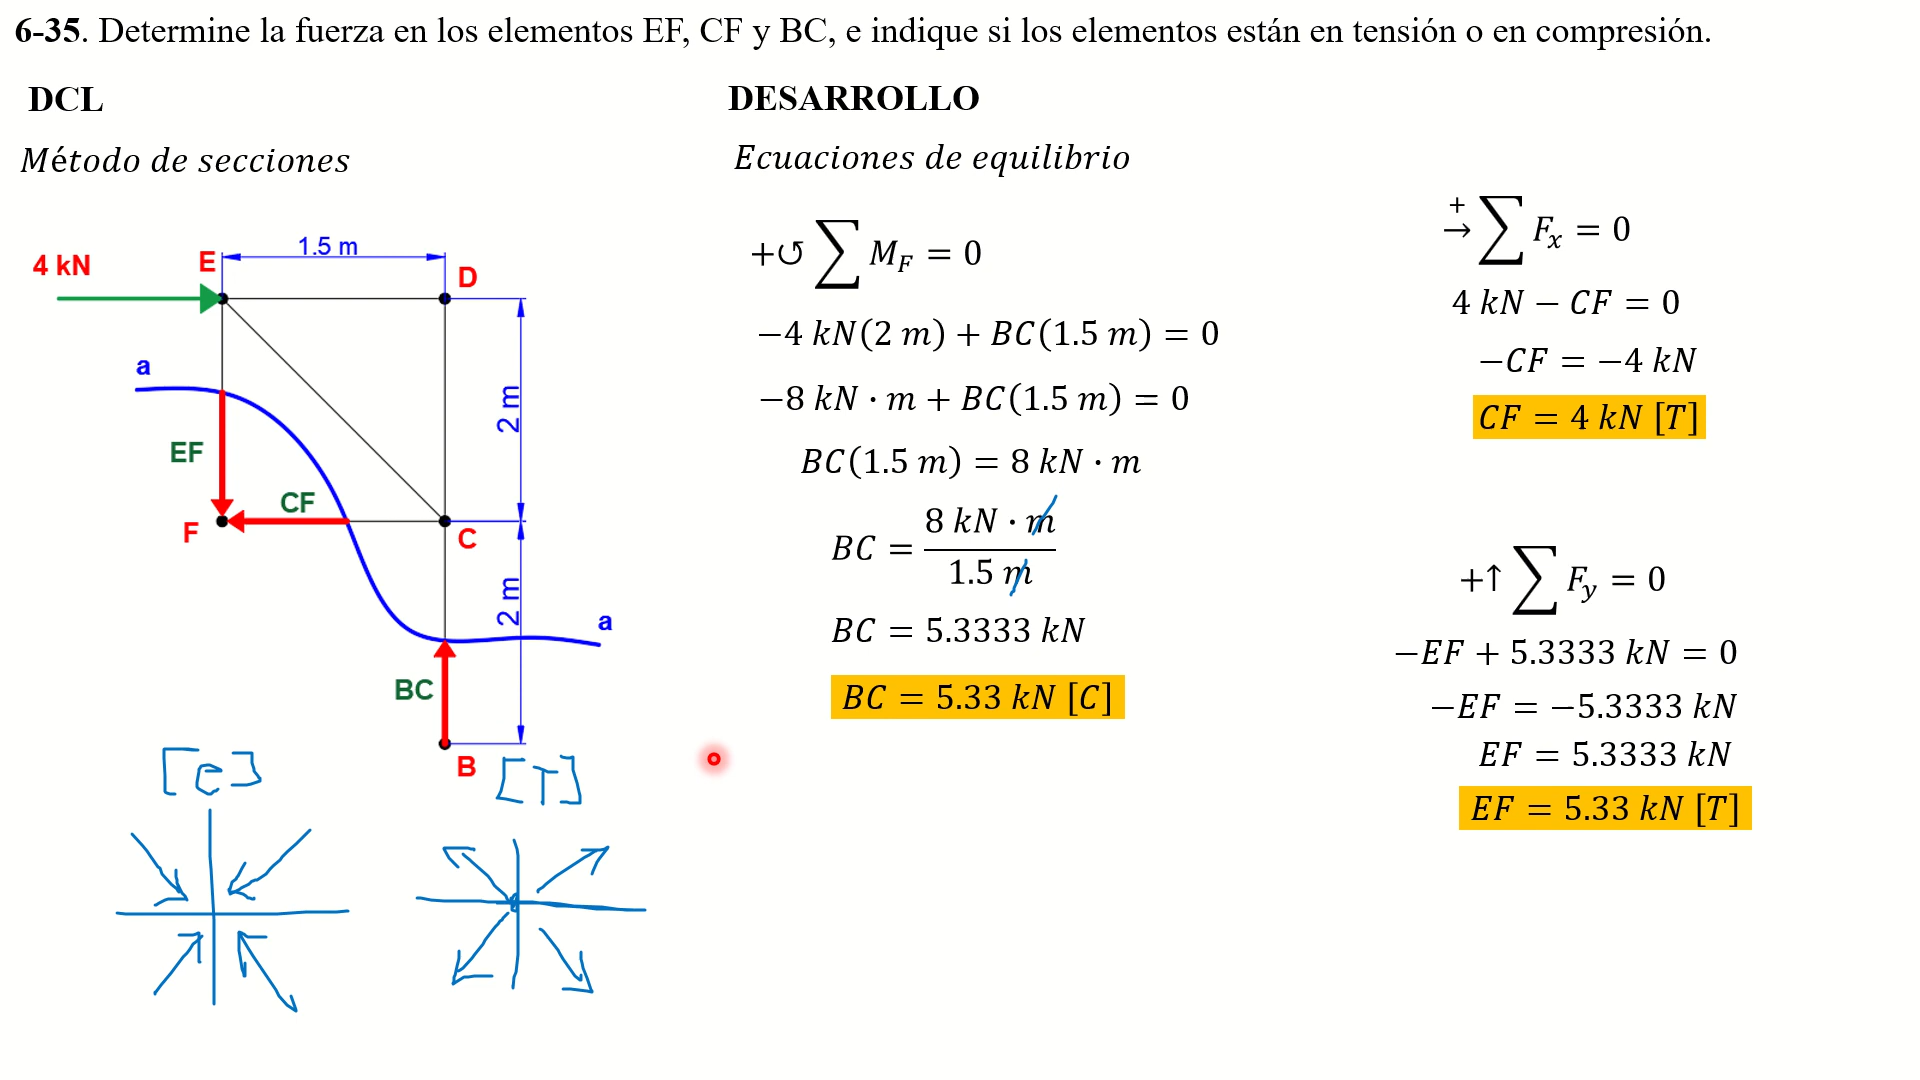 6-35. Determine la fuerza en los elementos EF, CF y BC, e indique si los elementos están en tensión o en compresión.
DCL
Método de secciones
4 kN
E
1.5 m
D
a
2 m
EF
CF
F
C
2 m
a
BC
B
[C]
[T]
DESARROLLO
Ecuaciones de equilibrio
+↺ ∑ M_F = 0
−4 kN(2 m) + BC(1.5 m) = 0
−8 kN · m + BC(1.5 m) = 0
BC(1.5 m) = 8 kN · m
BC = 8 kN · m / 1.5 m
BC = 5.3333 kN
BC = 5.33 kN [C]
+→ ∑ F_x = 0
4 kN − CF = 0
−CF = −4 kN
CF = 4 kN [T]
+↑ ∑ F_y = 0
−EF + 5.3333 kN = 0
−EF = −5.3333 kN
EF = 5.3333 kN
EF = 5.33 kN [T]